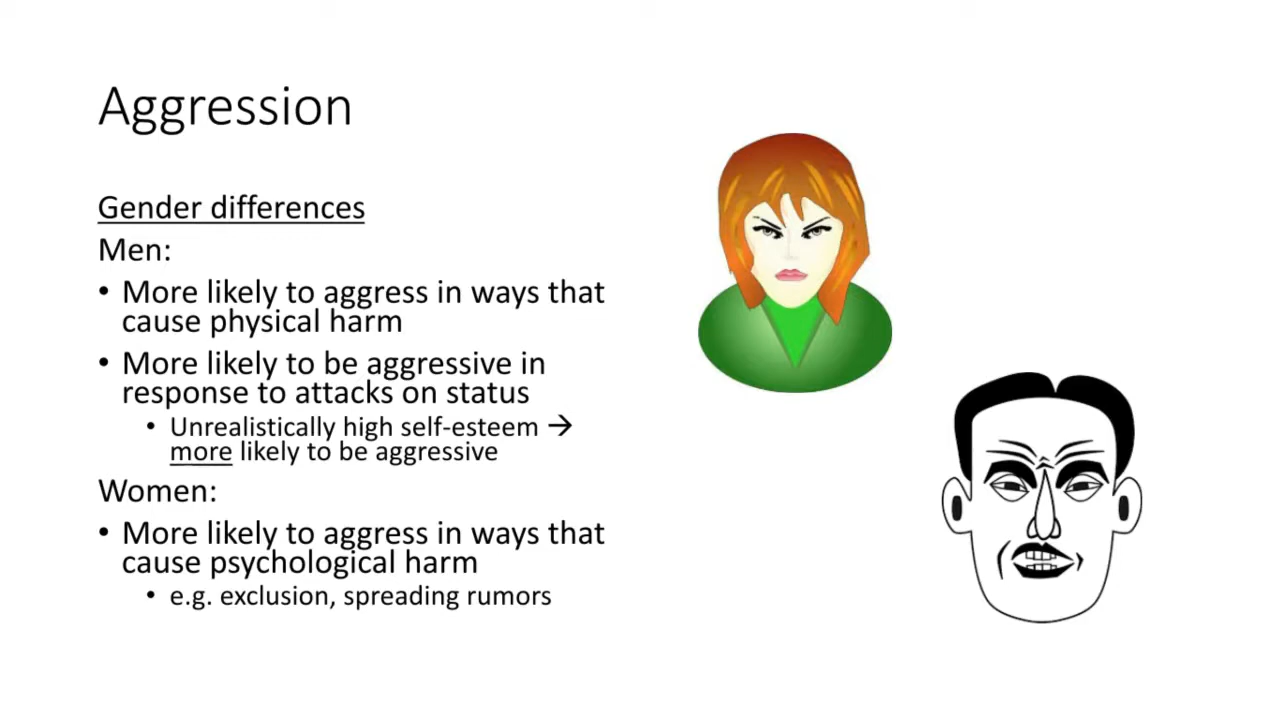 Aggression
Gender differences
Men:
• More likely to aggress in ways that
cause physical harm
• More likely to be aggressive in
response to attacks on status
• Unrealistically high self-esteem →
more likely to be aggressive
Women:
• More likely to aggress in ways that
cause psychological harm
• e.g. exclusion, spreading rumors